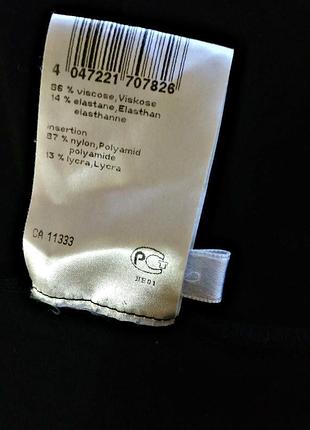 4 047221 707826
86 % viscose, Viskose
14 % elastane, Elasthan
elasthanne
insertion
87 % nylon, Polyamid
polyamide
13 % lycra, Lycra
CA 11333